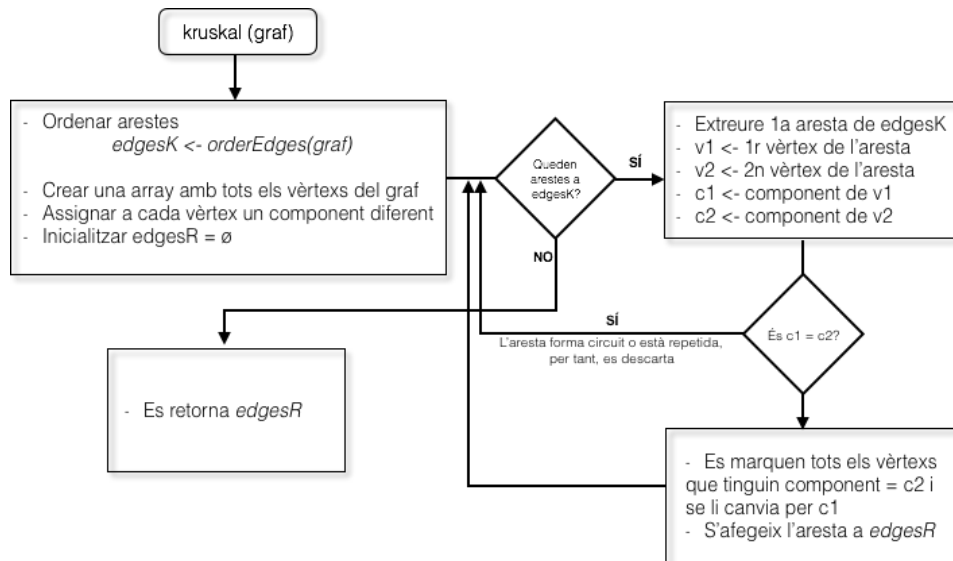 kruskal (graf)
- Ordenar arestes
edgesK <- orderEdges(graf)
- Crear una array amb tots els vèrtexs del graf
- Assignar a cada vèrtex un component diferent
- Inicialitzar edgesR = ø
Queden
arestes a
edgesK?
SÍ
NO
- Extreure 1a aresta de edgesK
- v1 <- 1r vèrtex de l'aresta
- v2 <- 2n vèrtex de l'aresta
- c1 <- component de v1
- c2 <- component de v2
És c1 = c2?
SÍ
L'aresta forma circuit o està repetida,
per tant, es descarta
- Es retorna edgesR
- Es marquen tots els vèrtexs
que tinguin component = c2 i
se li canvia per c1
- S'afegeix l'aresta a edgesR